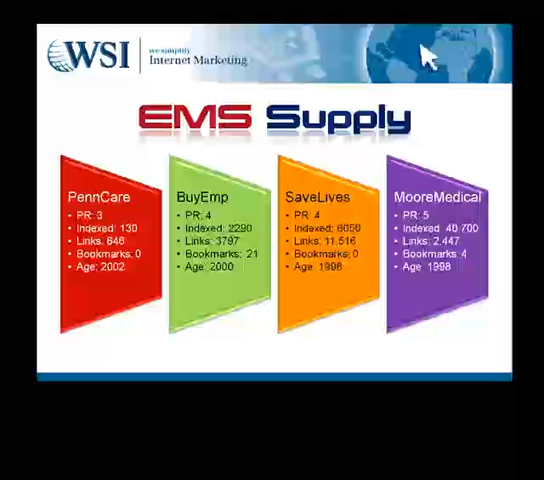 WSI
we simplify
Internet Marketing
EMS Supply
PennCare
• PR: 3
• Indexed: 130
• Links: 646
• Bookmarks: 0
• Age: 2002
BuyEmp
• PR: 4
• Indexed: 2290
• Links: 3797
• Bookmarks: 21
• Age: 2000
SaveLives
• PR: 4
• Indexed: 6050
• Links: 11,516
• Bookmarks: 0
• Age: 1998
MooreMedical
• PR: 5
• Indexed: 40,700
• Links: 2,447
• Bookmarks: 4
• Age: 1998